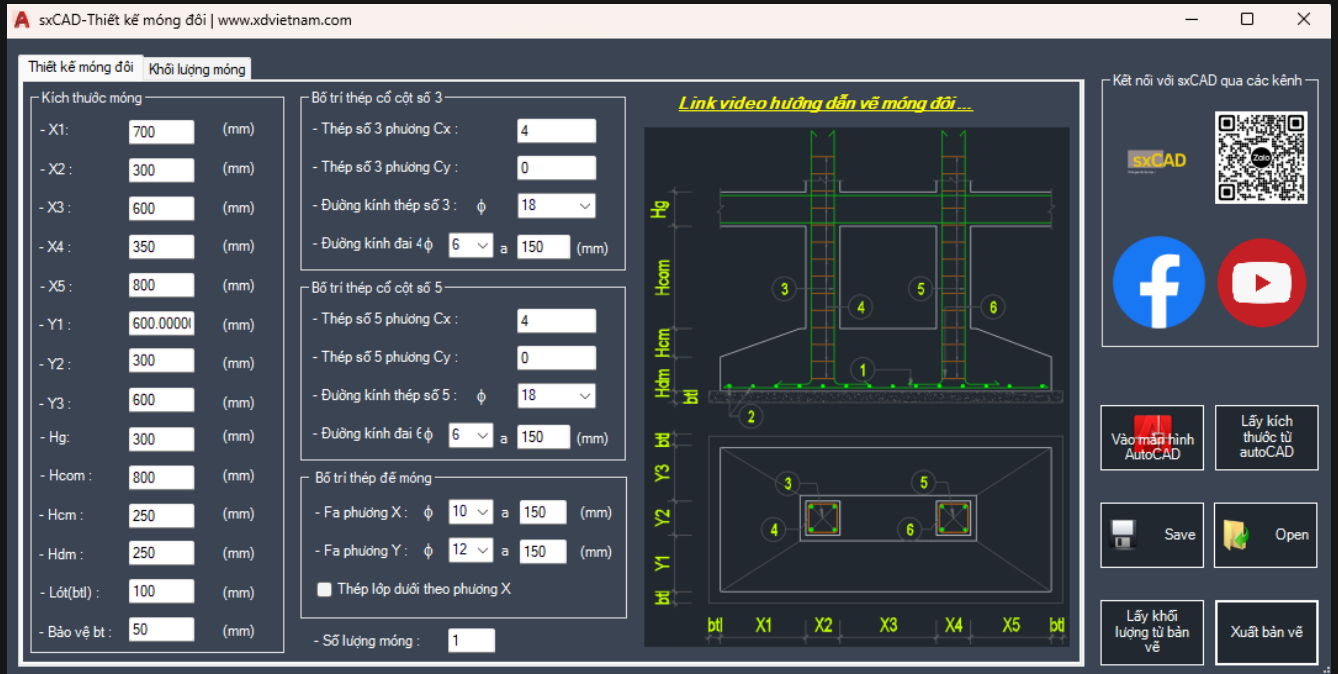 sxCAD-Thiết kế móng đôi | www.xdvietnam.com
Thiết kế móng đôi
Khối lượng móng
Kích thước móng
- X1: 700 (mm)
- X2 : 300 (mm)
- X3 : 600 (mm)
- X4 : 350 (mm)
- X5 : 800 (mm)
- Y1 : 600.0000 (mm)
- Y2 : 300 (mm)
- Y3 : 600 (mm)
- Hg: 300 (mm)
- Hcom : 800 (mm)
- Hcm : 250 (mm)
- Hdm : 250 (mm)
- Lót(btl) : 100 (mm)
- Bảo vệ bt : 50 (mm)
Bố trí thép cổ cột số 3
- Thép số 3 phương Cx : 4
- Thép số 3 phương Cy : 0
- Đường kính thép số 3 : ϕ 18
- Đường kính đai 4 ϕ 6 a 150 (mm)
Bố trí thép cổ cột số 5
- Thép số 5 phương Cx : 4
- Thép số 5 phương Cy : 0
- Đường kính thép số 5 : ϕ 18
- Đường kính đai 6 ϕ 6 a 150 (mm)
Bố trí thép đế móng
- Fa phương X : ϕ 10 a 150 (mm)
- Fa phương Y : ϕ 12 a 150 (mm)
Thép lớp dưới theo phương X
- Số lượng móng : 1
Link video hướng dẫn vẽ móng đôi ...
Hg
Hcom
Hcm
Hdm
btl
3
4
5
6
1
2
btl
Y3
Y2
Y1
btl
3
5
4
6
btl X1 X2 X3 X4 X5 btl
Kết nối với sxCAD qua các kênh
sxCAD
Zalo
Vào màn hình
AutoCAD
Lấy kích
thước từ
autoCAD
Save
Open
Lấy khối
lượng từ bản
vẽ
Xuất bản vẽ